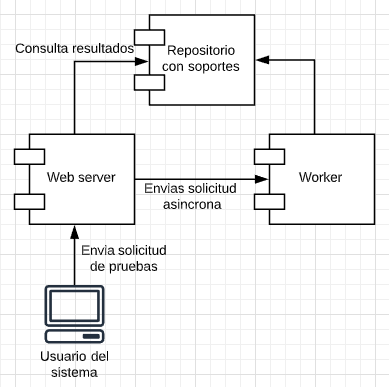 Consulta resultados
Repositorio
con soportes
Web server
Envias solicitud
asincrona
Worker
Envia solicitud
de pruebas
Usuario del
sistema